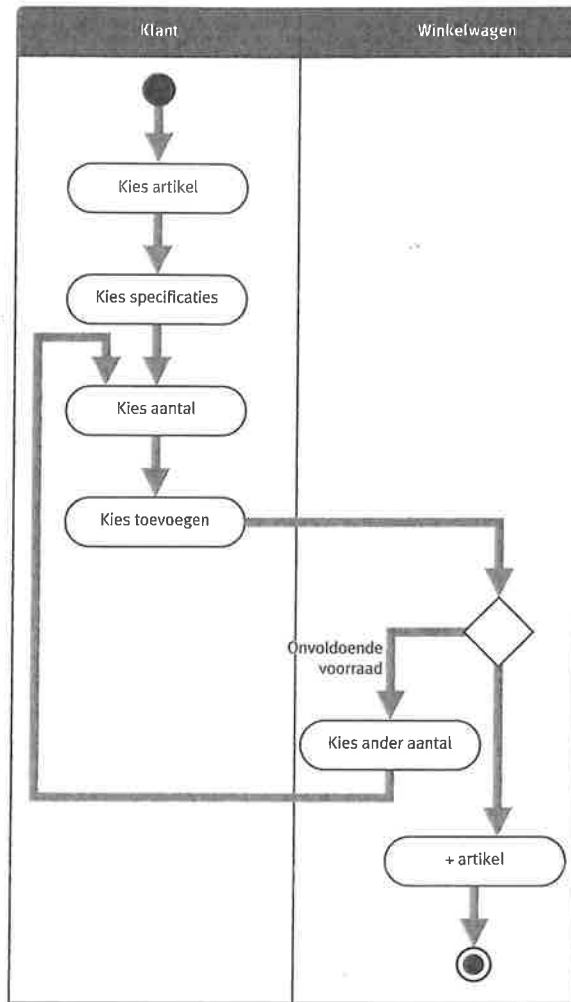 Klant
Winkelwagen
Kies artikel
Kies specificaties
Kies aantal
Kies toevoegen
Onvoldoende
voorraad
Kies ander aantal
+ artikel